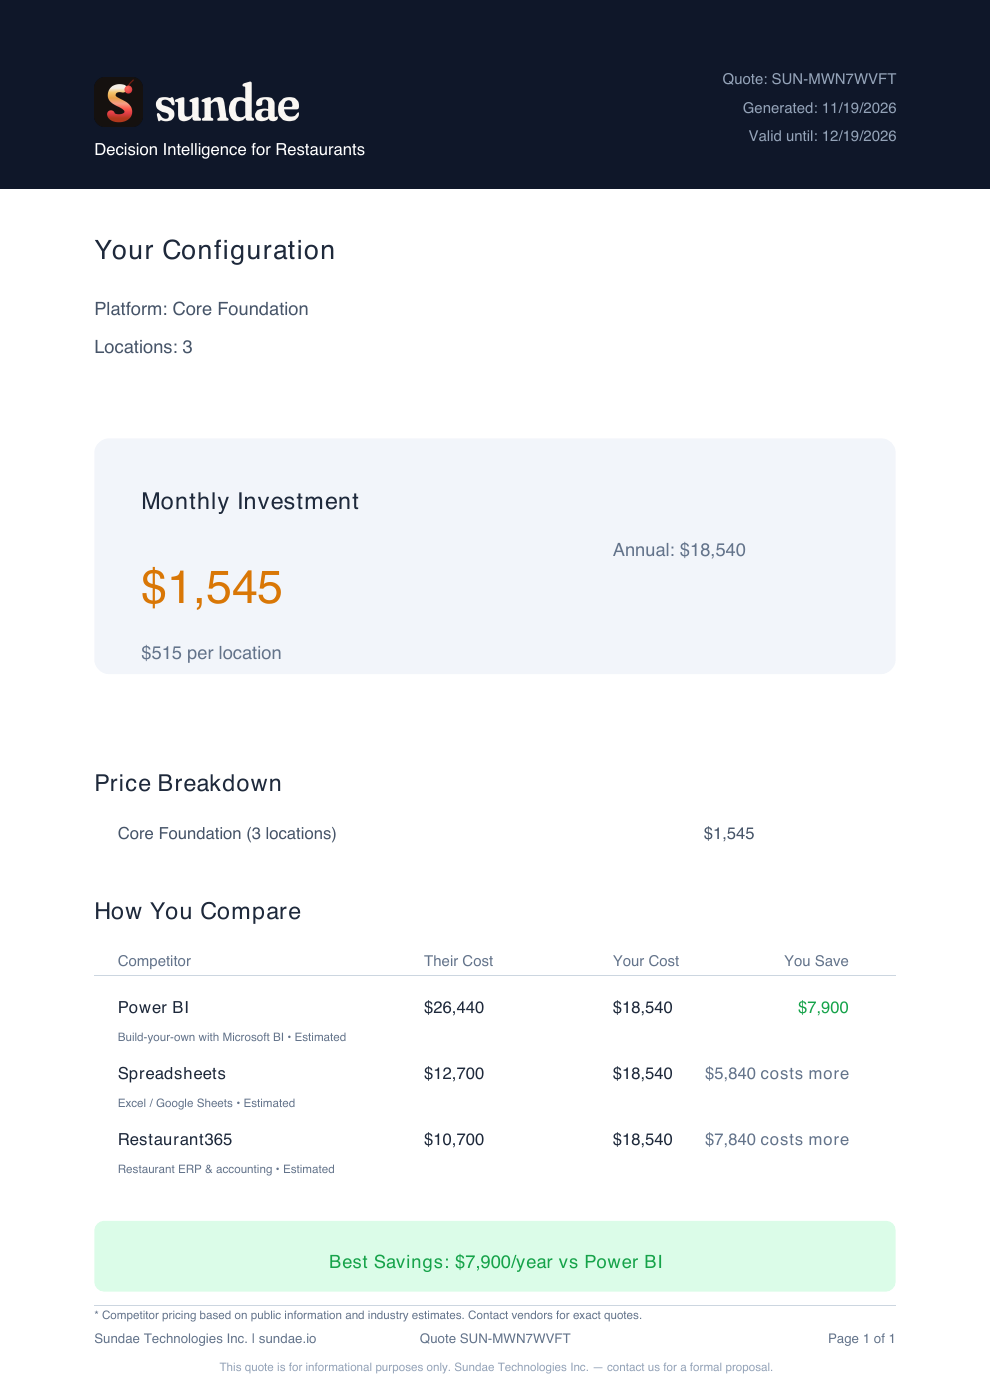 sundae
Decision Intelligence for Restaurants
Quote: SUN-MWN7WVFT
Generated: 11/19/2026
Valid until: 12/19/2026
Your Configuration
Platform: Core Foundation
Locations: 3
Monthly Investment
Annual: $18,540
$1,545
$515 per location
Price Breakdown
Core Foundation (3 locations) $1,545
How You Compare
Competitor Their Cost Your Cost You Save
Power BI $26,440 $18,540 $7,900
Build-your-own with Microsoft BI • Estimated
Spreadsheets $12,700 $18,540 $5,840 costs more
Excel / Google Sheets • Estimated
Restaurant365 $10,700 $18,540 $7,840 costs more
Restaurant ERP & accounting • Estimated
Best Savings: $7,900/year vs Power BI
* Competitor pricing based on public information and industry estimates. Contact vendors for exact quotes.
Sundae Technologies Inc. | sundae.io Quote SUN-MWN7WVFT Page 1 of 1
This quote is for informational purposes only. Sundae Technologies Inc. — contact us for a formal proposal.